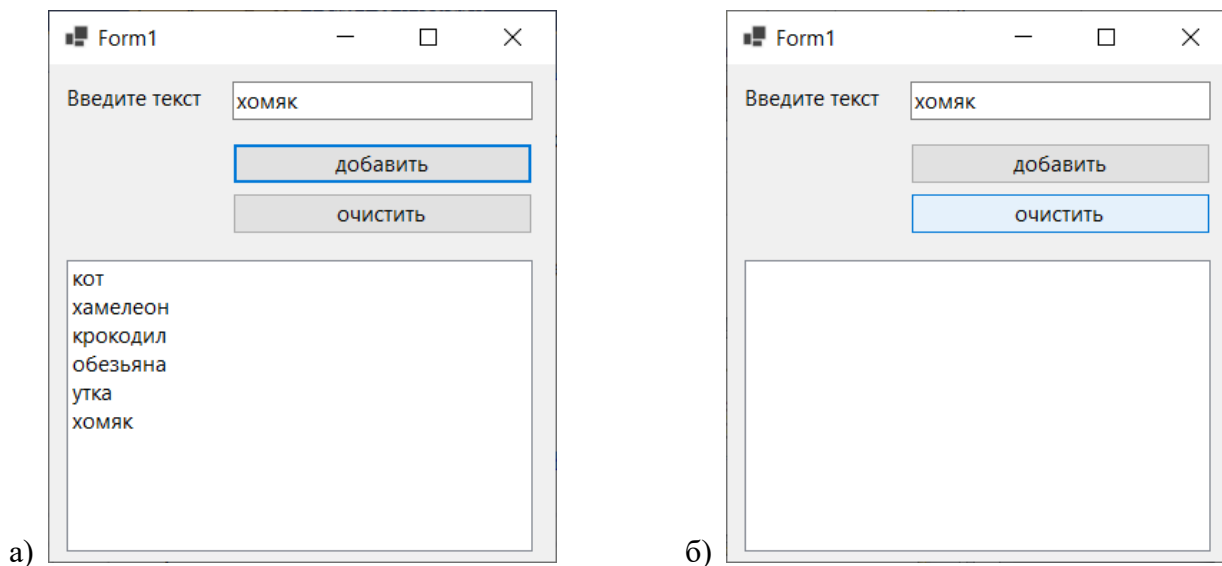 Form1
Введите текст
хомяк
добавить
очистить
кот
хамелеон
крокодил
обезьяна
утка
хомяк
а)
Form1
Введите текст
хомяк
добавить
очистить
б)